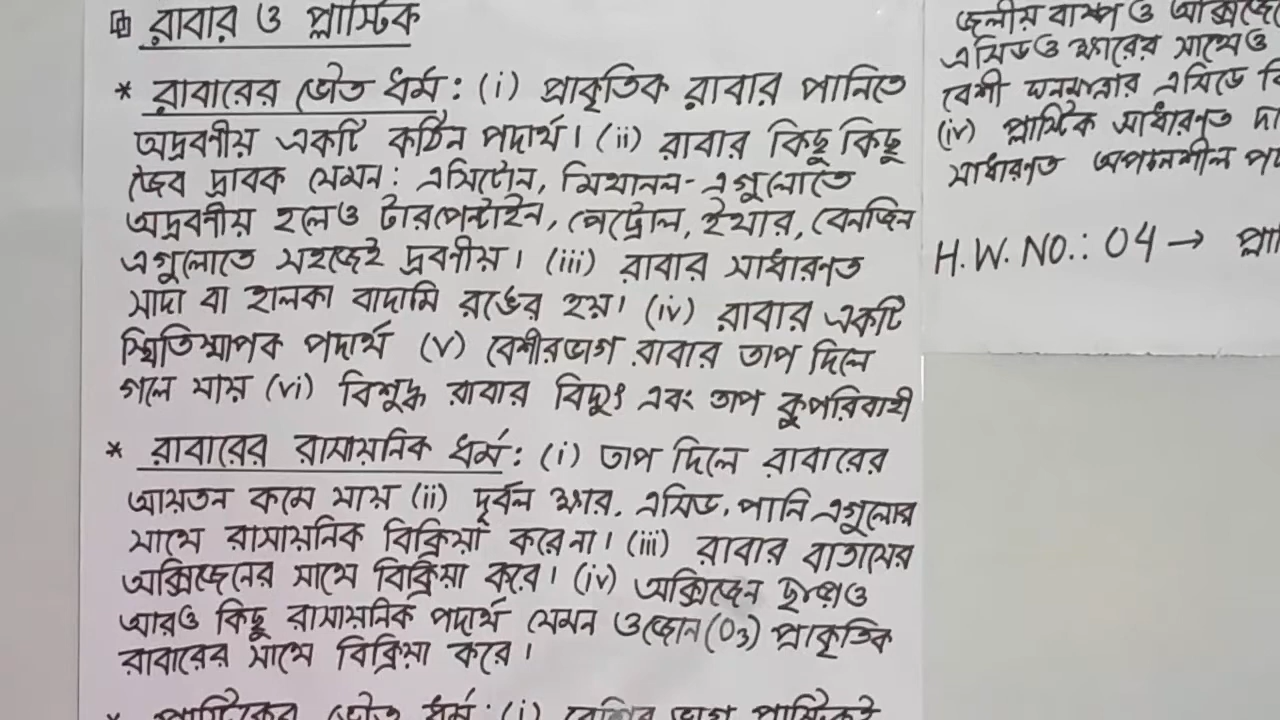 রাবার ও প্লাস্টিক
* রাবারের ভৌত ধর্ম : (i) প্রাকৃতিক রাবার পানিতে
অদ্রবণীয় একটি কঠিন পদার্থ। (ii) রাবার কিছু কিছু
জৈব দ্রাবক যেমন : এসিটোন, মিথানল- এগুলোতে
অদ্রবণীয় হলেও টারপেন্টাইন, পেট্রোল, ইথার, বেনজিন
এগুলোতে সহজেই দ্রবণীয়। (iii) রাবার সাধারণত
সাদা বা হালকা বাদামি রঙের হয়। (iv) রাবার একটি
স্থিতিস্থাপক পদার্থ (v) বেশীরভাগ রাবার তাপ দিলে
গলে যায় (vi) বিশুদ্ধ রাবার বিদ্যুৎ এবং তাপ কুপরিবাহী
* রাবারের রাসায়নিক ধর্ম : (i) তাপ দিলে রাবারের
আয়তন কমে যায় (ii) দূর্বল ক্ষার, এসিড, পানি এগুলোর
সাথে রাসায়নিক বিক্রিয়া করে না। (iii) রাবার বাতাসের
অক্সিজেনের সাথে বিক্রিয়া করে। (iv) অক্সিজেন ছাড়াও
আরও কিছু রাসায়নিক পদার্থ যেমন ওজোন (O3) প্রাকৃতিক
রাবারের সাথে বিক্রিয়া করে।
* প্লাস্টিকের ভৌত ধর্ম : (i) বেশির ভাগ প্লাস্টিকই
জলীয় বাষ্প ও
এসিড ও ক্ষারের সাথেও
বেশী ঘনমাত্রার এসিডে
(iv) প্লাস্টিক সাধারণত
সাধারণত অপচনশীল
H.W. NO.: 04 →